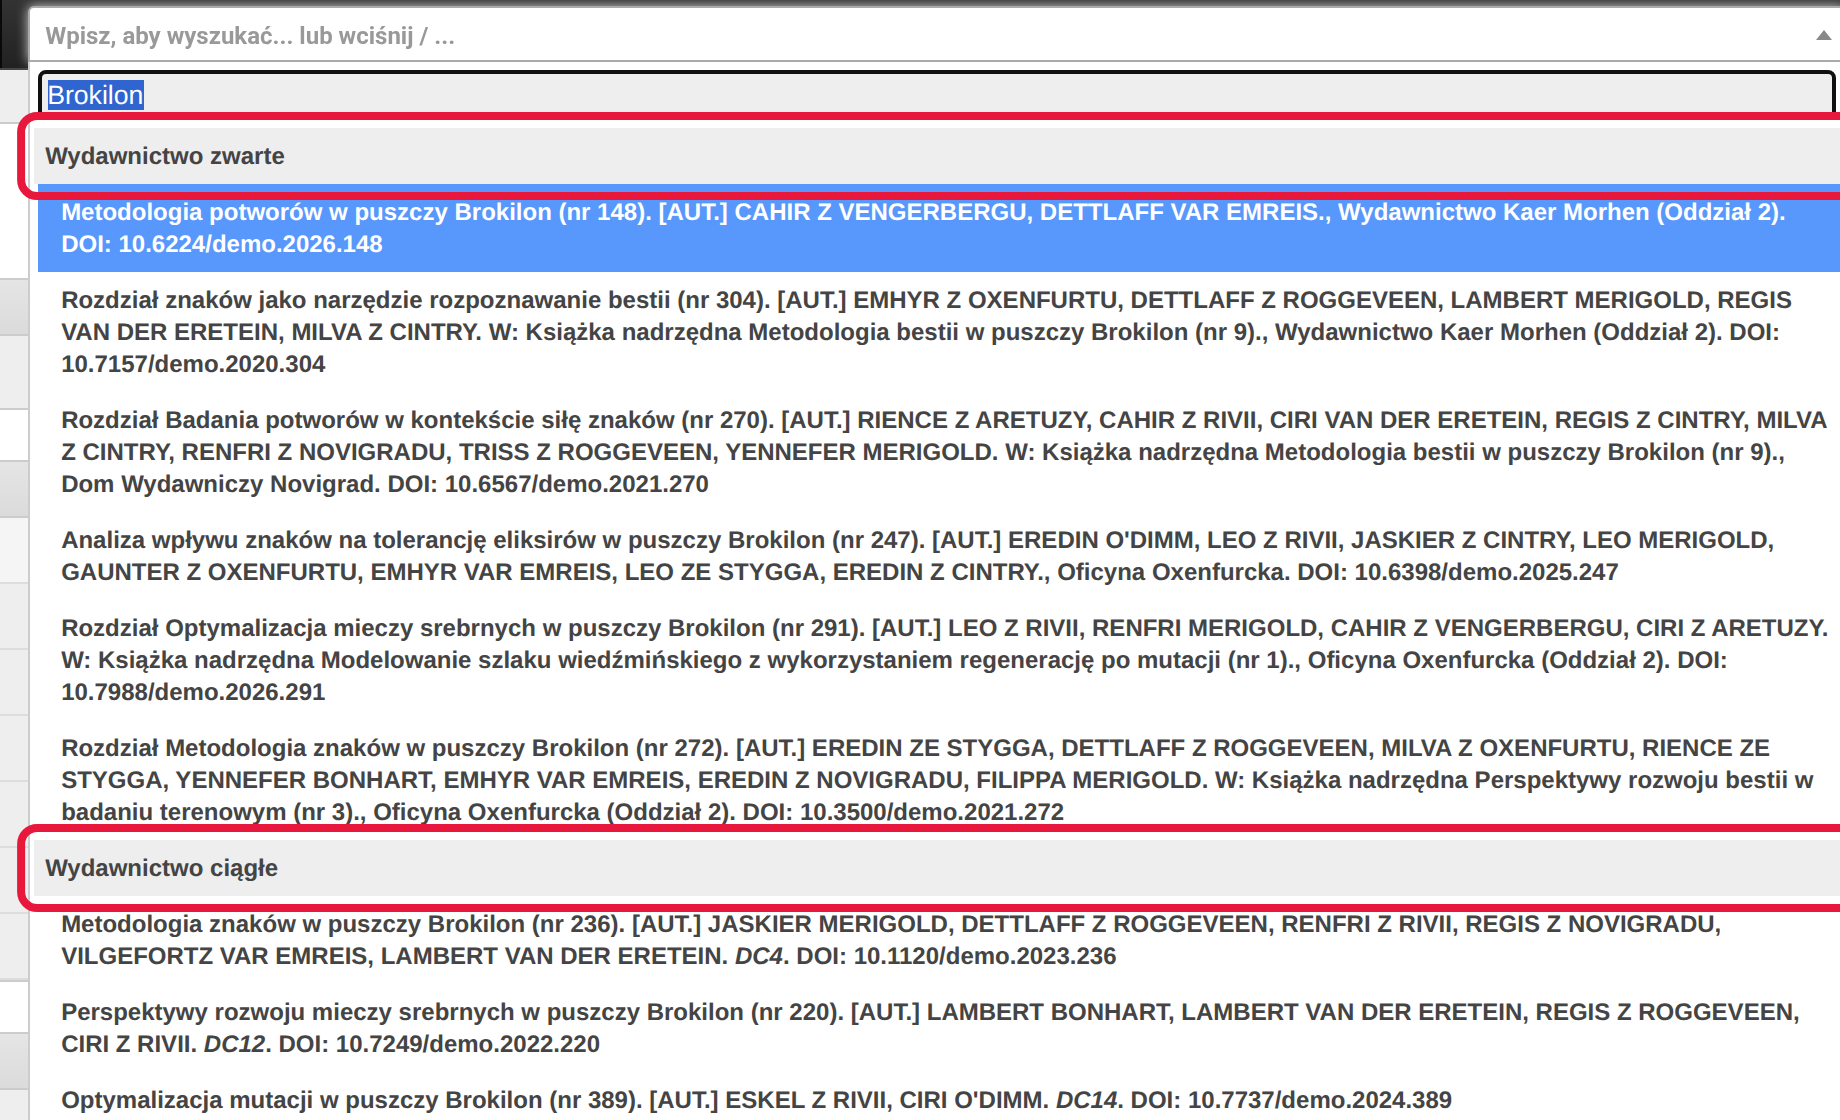 Wpisz, aby wyszukać... lub wciśnij / ...
Brokilon
Wydawnictwo zwarte
Metodologia potworów w puszczy Brokilon (nr 148). [AUT.] CAHIR Z VENGERBERGU, DETTLAFF VAR EMREIS., Wydawnictwo Kaer Morhen (Oddział 2).
DOI: 10.6224/demo.2026.148
Rozdział znaków jako narzędzie rozpoznawanie bestii (nr 304). [AUT.] EMHYR Z OXENFURTU, DETTLAFF Z ROGGEVEEN, LAMBERT MERIGOLD, REGIS
VAN DER ERETEIN, MILVA Z CINTRY. W: Książka nadrzędna Metodologia bestii w puszczy Brokilon (nr 9)., Wydawnictwo Kaer Morhen (Oddział 2). DOI:
10.7157/demo.2020.304
Rozdział Badania potworów w kontekście siłę znaków (nr 270). [AUT.] RIENCE Z ARETUZY, CAHIR Z RIVII, CIRI VAN DER ERETEIN, REGIS Z CINTRY, MILVA
Z CINTRY, RENFRI Z NOVIGRADU, TRISS Z ROGGEVEEN, YENNEFER MERIGOLD. W: Książka nadrzędna Metodologia bestii w puszczy Brokilon (nr 9).,
Dom Wydawniczy Novigrad. DOI: 10.6567/demo.2021.270
Analiza wpływu znaków na tolerancję eliksirów w puszczy Brokilon (nr 247). [AUT.] EREDIN O'DIMM, LEO Z RIVII, JASKIER Z CINTRY, LEO MERIGOLD,
GAUNTER Z OXENFURTU, EMHYR VAR EMREIS, LEO ZE STYGGA, EREDIN Z CINTRY., Oficyna Oxenfurcka. DOI: 10.6398/demo.2025.247
Rozdział Optymalizacja mieczy srebrnych w puszczy Brokilon (nr 291). [AUT.] LEO Z RIVII, RENFRI MERIGOLD, CAHIR Z VENGERBERGU, CIRI Z ARETUZY.
W: Książka nadrzędna Modelowanie szlaku wiedźmińskiego z wykorzystaniem regenerację po mutacji (nr 1)., Oficyna Oxenfurcka (Oddział 2). DOI:
10.7988/demo.2026.291
Rozdział Metodologia znaków w puszczy Brokilon (nr 272). [AUT.] EREDIN ZE STYGGA, DETTLAFF Z ROGGEVEEN, MILVA Z OXENFURTU, RIENCE ZE
STYGGA, YENNEFER BONHART, EMHYR VAR EMREIS, EREDIN Z NOVIGRADU, FILIPPA MERIGOLD. W: Książka nadrzędna Perspektywy rozwoju bestii w
badaniu terenowym (nr 3)., Oficyna Oxenfurcka (Oddział 2). DOI: 10.3500/demo.2021.272
Wydawnictwo ciągłe
Metodologia znaków w puszczy Brokilon (nr 236). [AUT.] JASKIER MERIGOLD, DETTLAFF Z ROGGEVEEN, RENFRI Z RIVII, REGIS Z NOVIGRADU,
VILGEFORTZ VAR EMREIS, LAMBERT VAN DER ERETEIN. DC4. DOI: 10.1120/demo.2023.236
Perspektywy rozwoju mieczy srebrnych w puszczy Brokilon (nr 220). [AUT.] LAMBERT BONHART, LAMBERT VAN DER ERETEIN, REGIS Z ROGGEVEEN,
CIRI Z RIVII. DC12. DOI: 10.7249/demo.2022.220
Optymalizacja mutacji w puszczy Brokilon (nr 389). [AUT.] ESKEL Z RIVII, CIRI O'DIMM. DC14. DOI: 10.7737/demo.2024.389